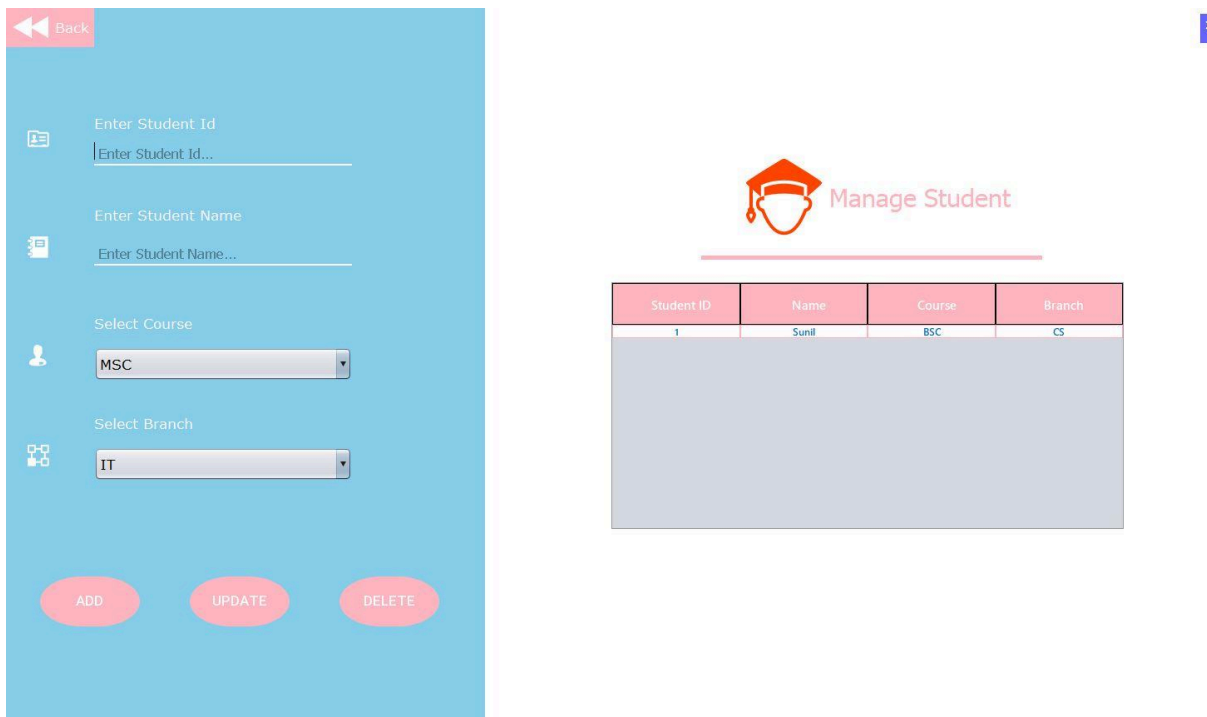 Back
Enter Student Id
Enter Student Id...
Enter Student Name
Enter Student Name...
Select Course
MSC
Select Branch
IT
ADD UPDATE DELETE
Manage Student
Student ID Name Course Branch
1 Sunil BSC CS